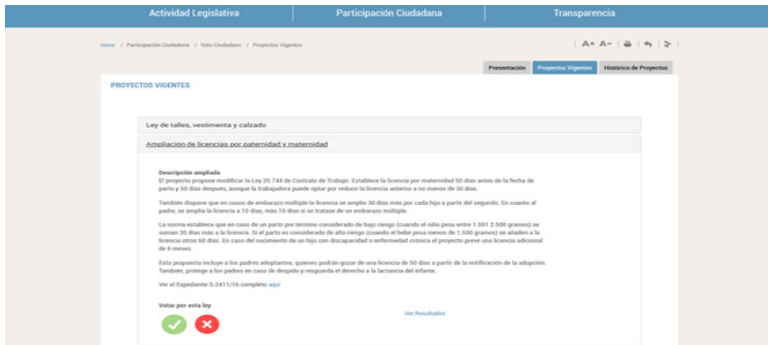 Actividad Legislativa
Participación Ciudadana
Transparencia
Home / Participación Ciudadana / Voto Ciudadano / Proyectos Vigentes
A+ A-
Presentación
Proyectos Vigentes
Histórico de Proyectos
PROYECTOS VIGENTES
Ley de talles, vestimenta y calzado
Ampliación de licencias por paternidad y maternidad
Descripción ampliada
El proyecto propone modificar la Ley 20.744 de Contrato de Trabajo. Establece la licencia por maternidad 50 días antes de la fecha de
parto y 50 días después, aunque la trabajadora puede optar por reducir la licencia anterior a no menos de 30 días.
También dispone que en casos de embarazo múltiple la licencia se amplíe 30 días más por cada hijo a partir del segundo. En cuanto al
padre, se amplía la licencia a 10 días, más 10 días si se tratase de un embarazo múltiple.
La norma establece que en caso de un parto pre término considerado de bajo riesgo (cuando el niño pesa entre 1.501 2.500 gramos) se
suman 30 días más a la licencia. Si el parto es considerado de alto riesgo (cuando el bebé pesa menos de 1.500 gramos) se añaden a la
licencia otros 60 días. En caso del nacimiento de un hijo con discapacidad o enfermedad crónica el proyecto prevé una licencia adicional
de 6 meses.
Esta propuesta incluye a los padres adoptantes, quienes podrán gozar de una licencia de 50 días a partir de la notificación de la adopción.
También, protege a los padres en caso de despido y resguarda el derecho a la lactancia del infante.
Ver el Expediente S-2411/16 completo aquí
Votar por esta ley
Ver Resultados